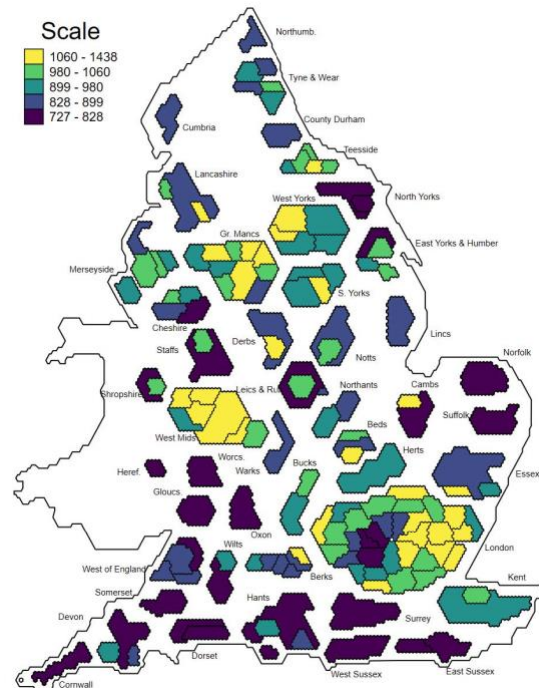 Scale
1060 - 1438
980 - 1060
899 - 980
828 - 899
727 - 828
Northumb.
Tyne & Wear
Cumbria
County Durham
Teesside
Lancashire
West Yorks
North Yorks
Gr. Mancs
East Yorks & Humber
Merseyside
S. Yorks
Cheshire
Lincs
Staffs
Derbs
Notts
Norfolk
Shropshire
Leics & Ru
Northants
Cambs
Suffolk
West Mids
Beds
Worcs.
Herts
Heref.
Warks
Bucks
Essex
Gloucs.
Oxon
Wilts
London
West of England
Berks
Kent
Somerset
Hants
Devon
Surrey
Dorset
Cornwall
West Sussex
East Sussex